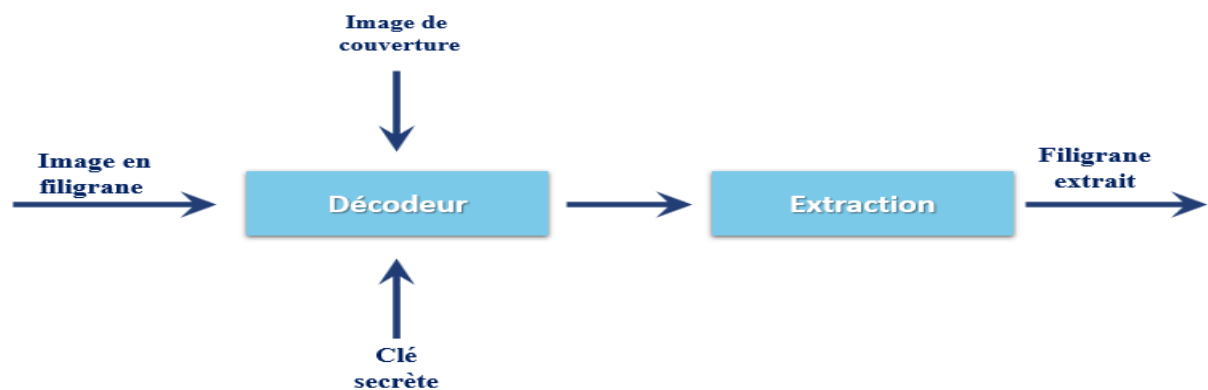 Image de
couverture
Image en
filigrane
Décodeur
Extraction
Filigrane
extrait
Clé
secrète